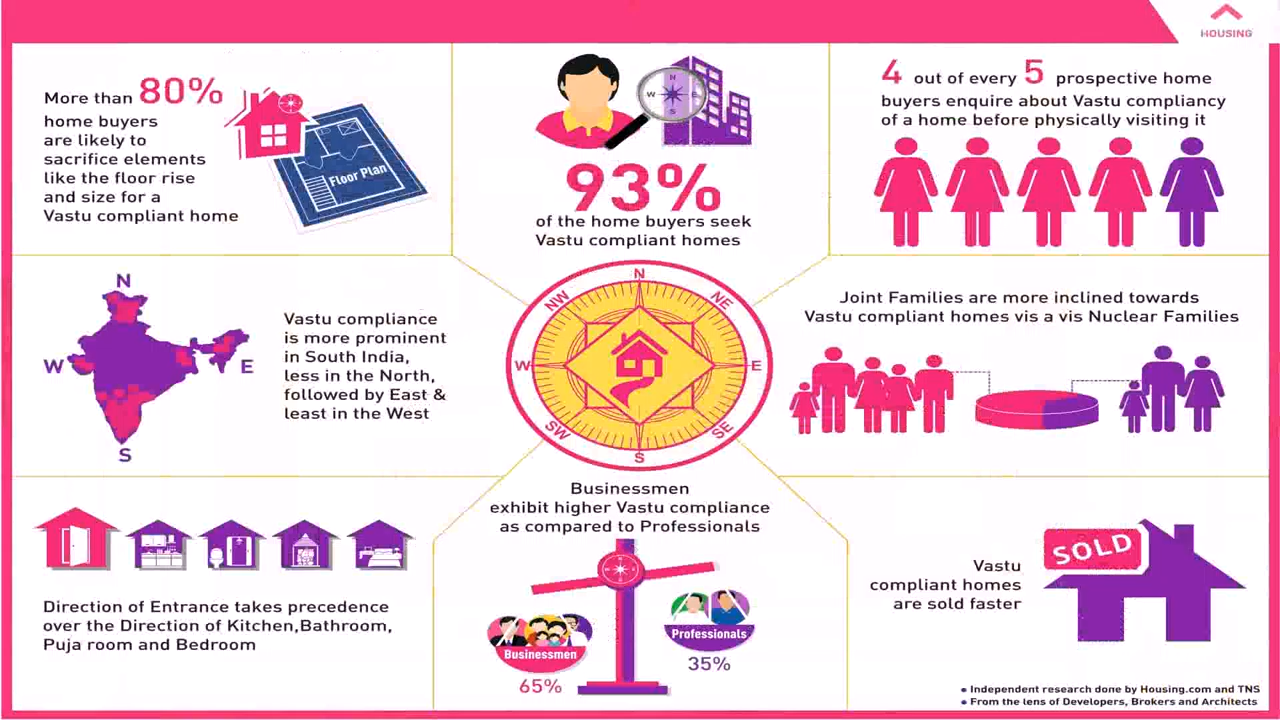 HOUSING
More than 80%
home buyers
are likely to
sacrifice elements
like the floor rise
and size for a
Vastu compliant home
Floor Plan
N
W E
S
93%
of the home buyers seek
Vastu compliant homes
4 out of every 5 prospective home
buyers enquire about Vastu compliancy
of a home before physically visiting it
N
W E
S
Vastu compliance
is more prominent
in South India,
less in the North,
followed by East &
least in the West
N
NW NE
W E
SW SE
S
Joint Families are more inclined towards
Vastu compliant homes vis a vis Nuclear Families
Direction of Entrance takes precedence
over the Direction of Kitchen,Bathroom,
Puja room and Bedroom
Businessmen
exhibit higher Vastu compliance
as compared to Professionals
Businessmen
65%
Professionals
35%
SOLD
Vastu
compliant homes
are sold faster
• Independent research done by Housing.com and TNS
• From the lens of Developers, Brokers and Architects